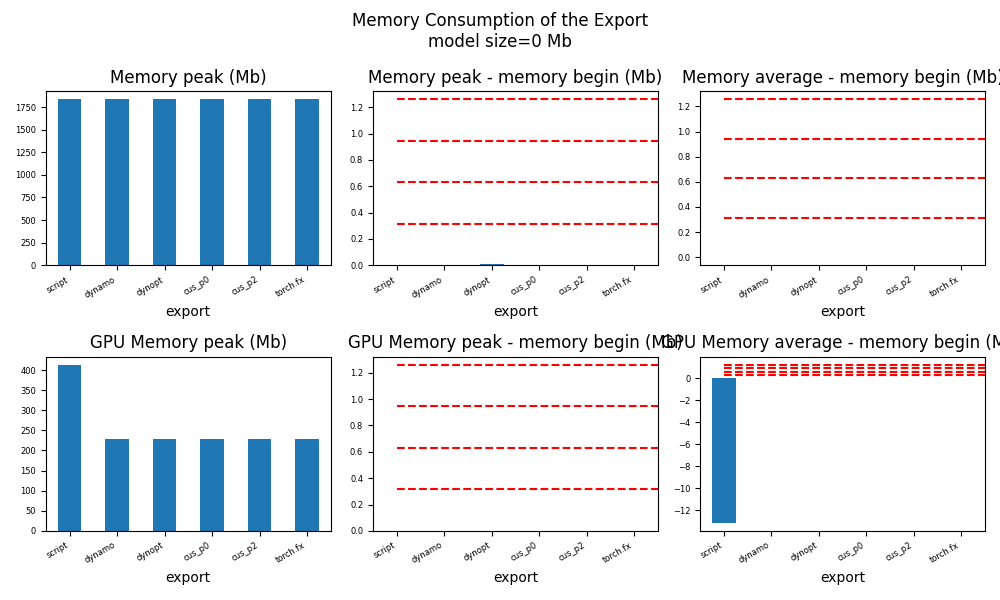 Memory Consumption of the Export
model size=0 Mb
Memory peak (Mb)
1750
1500
1250
1000
750
500
250
0
script
dynamo
dynopt
cus_p0
cus_p2
torch.fx
export
Memory peak - memory begin (Mb)
1.2
1.0
0.8
0.6
0.4
0.2
0.0
script
dynamo
dynopt
cus_p0
cus_p2
torch.fx
export
Memory average - memory begin (Mb)
1.2
1.0
0.8
0.6
0.4
0.2
0.0
script
dynamo
dynopt
cus_p0
cus_p2
torch.fx
export
GPU Memory peak (Mb)
400
350
300
250
200
150
100
50
0
script
dynamo
dynopt
cus_p0
cus_p2
torch.fx
export
GPU Memory peak - memory begin (Mb)
1.2
1.0
0.8
0.6
0.4
0.2
0.0
script
dynamo
dynopt
cus_p0
cus_p2
torch.fx
export
GPU Memory average - memory begin (M
0
−2
−4
−6
−8
−10
−12
script
dynamo
dynopt
cus_p0
cus_p2
torch.fx
export